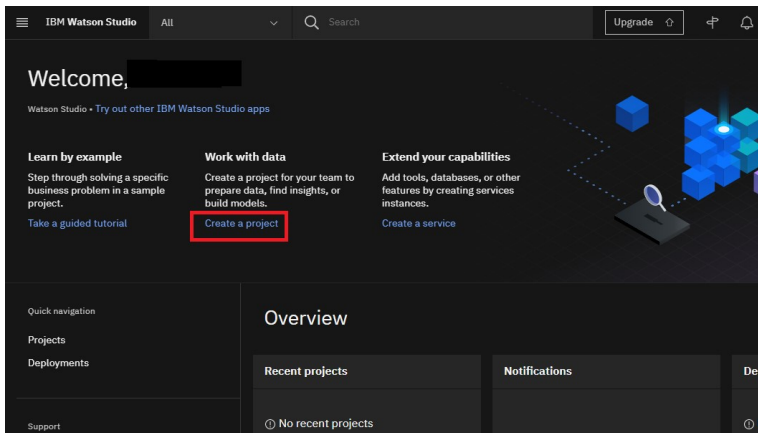 IBM Watson Studio
All
Search
Upgrade
Welcome,
Watson Studio • Try out other IBM Watson Studio apps
Learn by example
Step through solving a specific
business problem in a sample
project.
Take a guided tutorial
Work with data
Create a project for your team to
prepare data, find insights, or
build models.
Create a project
Extend your capabilities
Add tools, databases, or other
features by creating services
instances.
Create a service
Quick navigation
Projects
Deployments
Support
Overview
Recent projects
No recent projects
Notifications
De